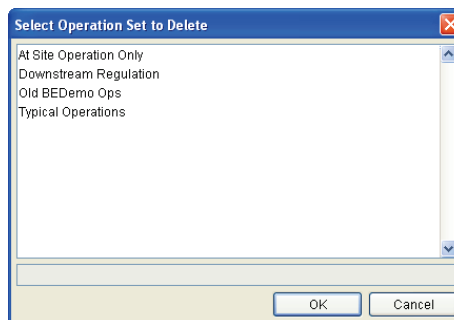 Select Operation Set to Delete
At Site Operation Only
Downstream Regulation
Old BEDemo Ops
Typical Operations
OK
Cancel